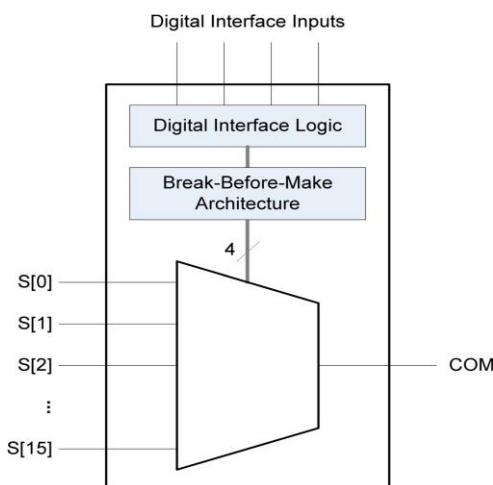 Digital Interface Inputs
Digital Interface Logic
Break-Before-Make
Architecture
4
S[0]
S[1]
S[2]
COM
...
S[15]